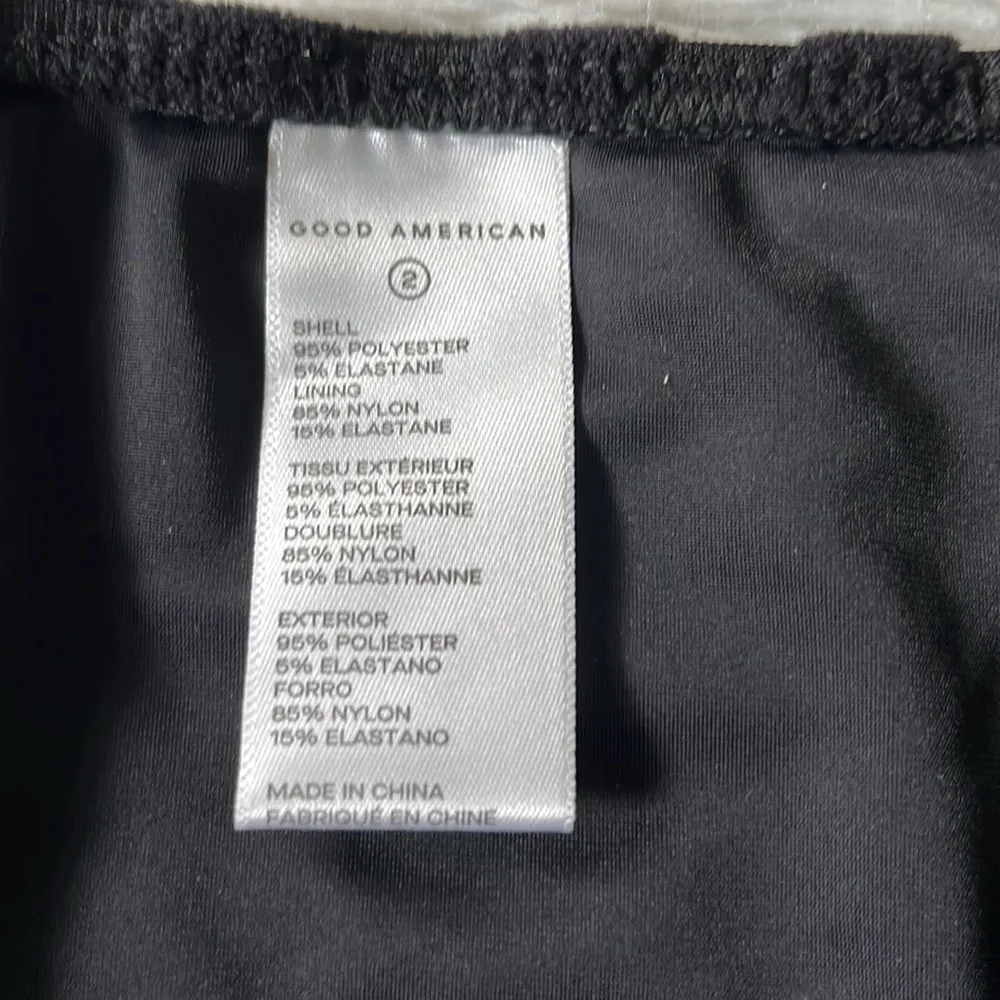 GOOD AMERICAN
2
SHELL
95% POLYESTER
5% ELASTANE
LINING
85% NYLON
15% ELASTANE
TISSU EXTÉRIEUR
95% POLYESTER
5% ÉLASTHANNE
DOUBLURE
85% NYLON
15% ÉLASTHANNE
EXTERIOR
95% POLIÉSTER
5% ELASTANO
FORRO
85% NYLON
15% ELASTANO
MADE IN CHINA
FABRIQUÉ EN CHINE